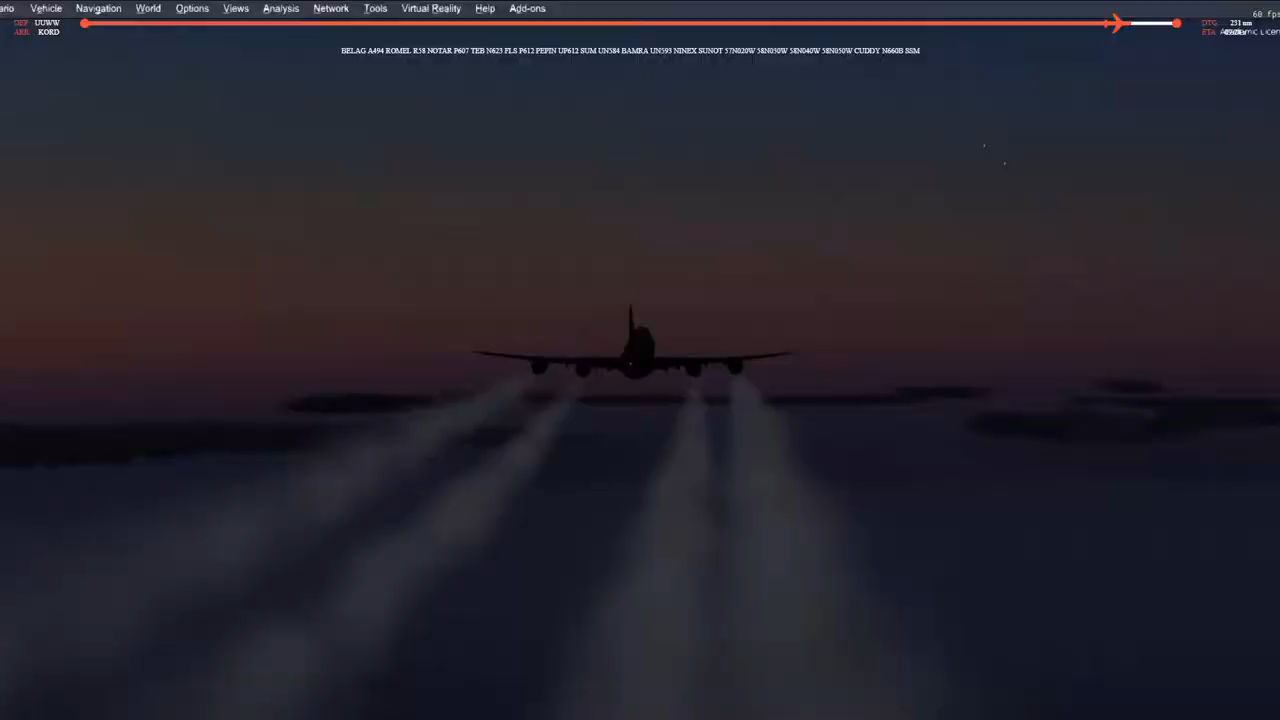 ario Vehicle Navigation World Options Views Analysis Network Tools Virtual Reality Help Add-ons
60 fps
DEP UUWW
ARR KORD
DTG 231 nm
ETA
BELAG A494 ROMEL R58 NOTAR P607 TEB N623 FLS P612 PEPIN UP612 SUM UN584 BAMRA UN593 NINEX SUNOT 57N020W 58N030W 58N040W 58N050W CUDDY N660B SSM